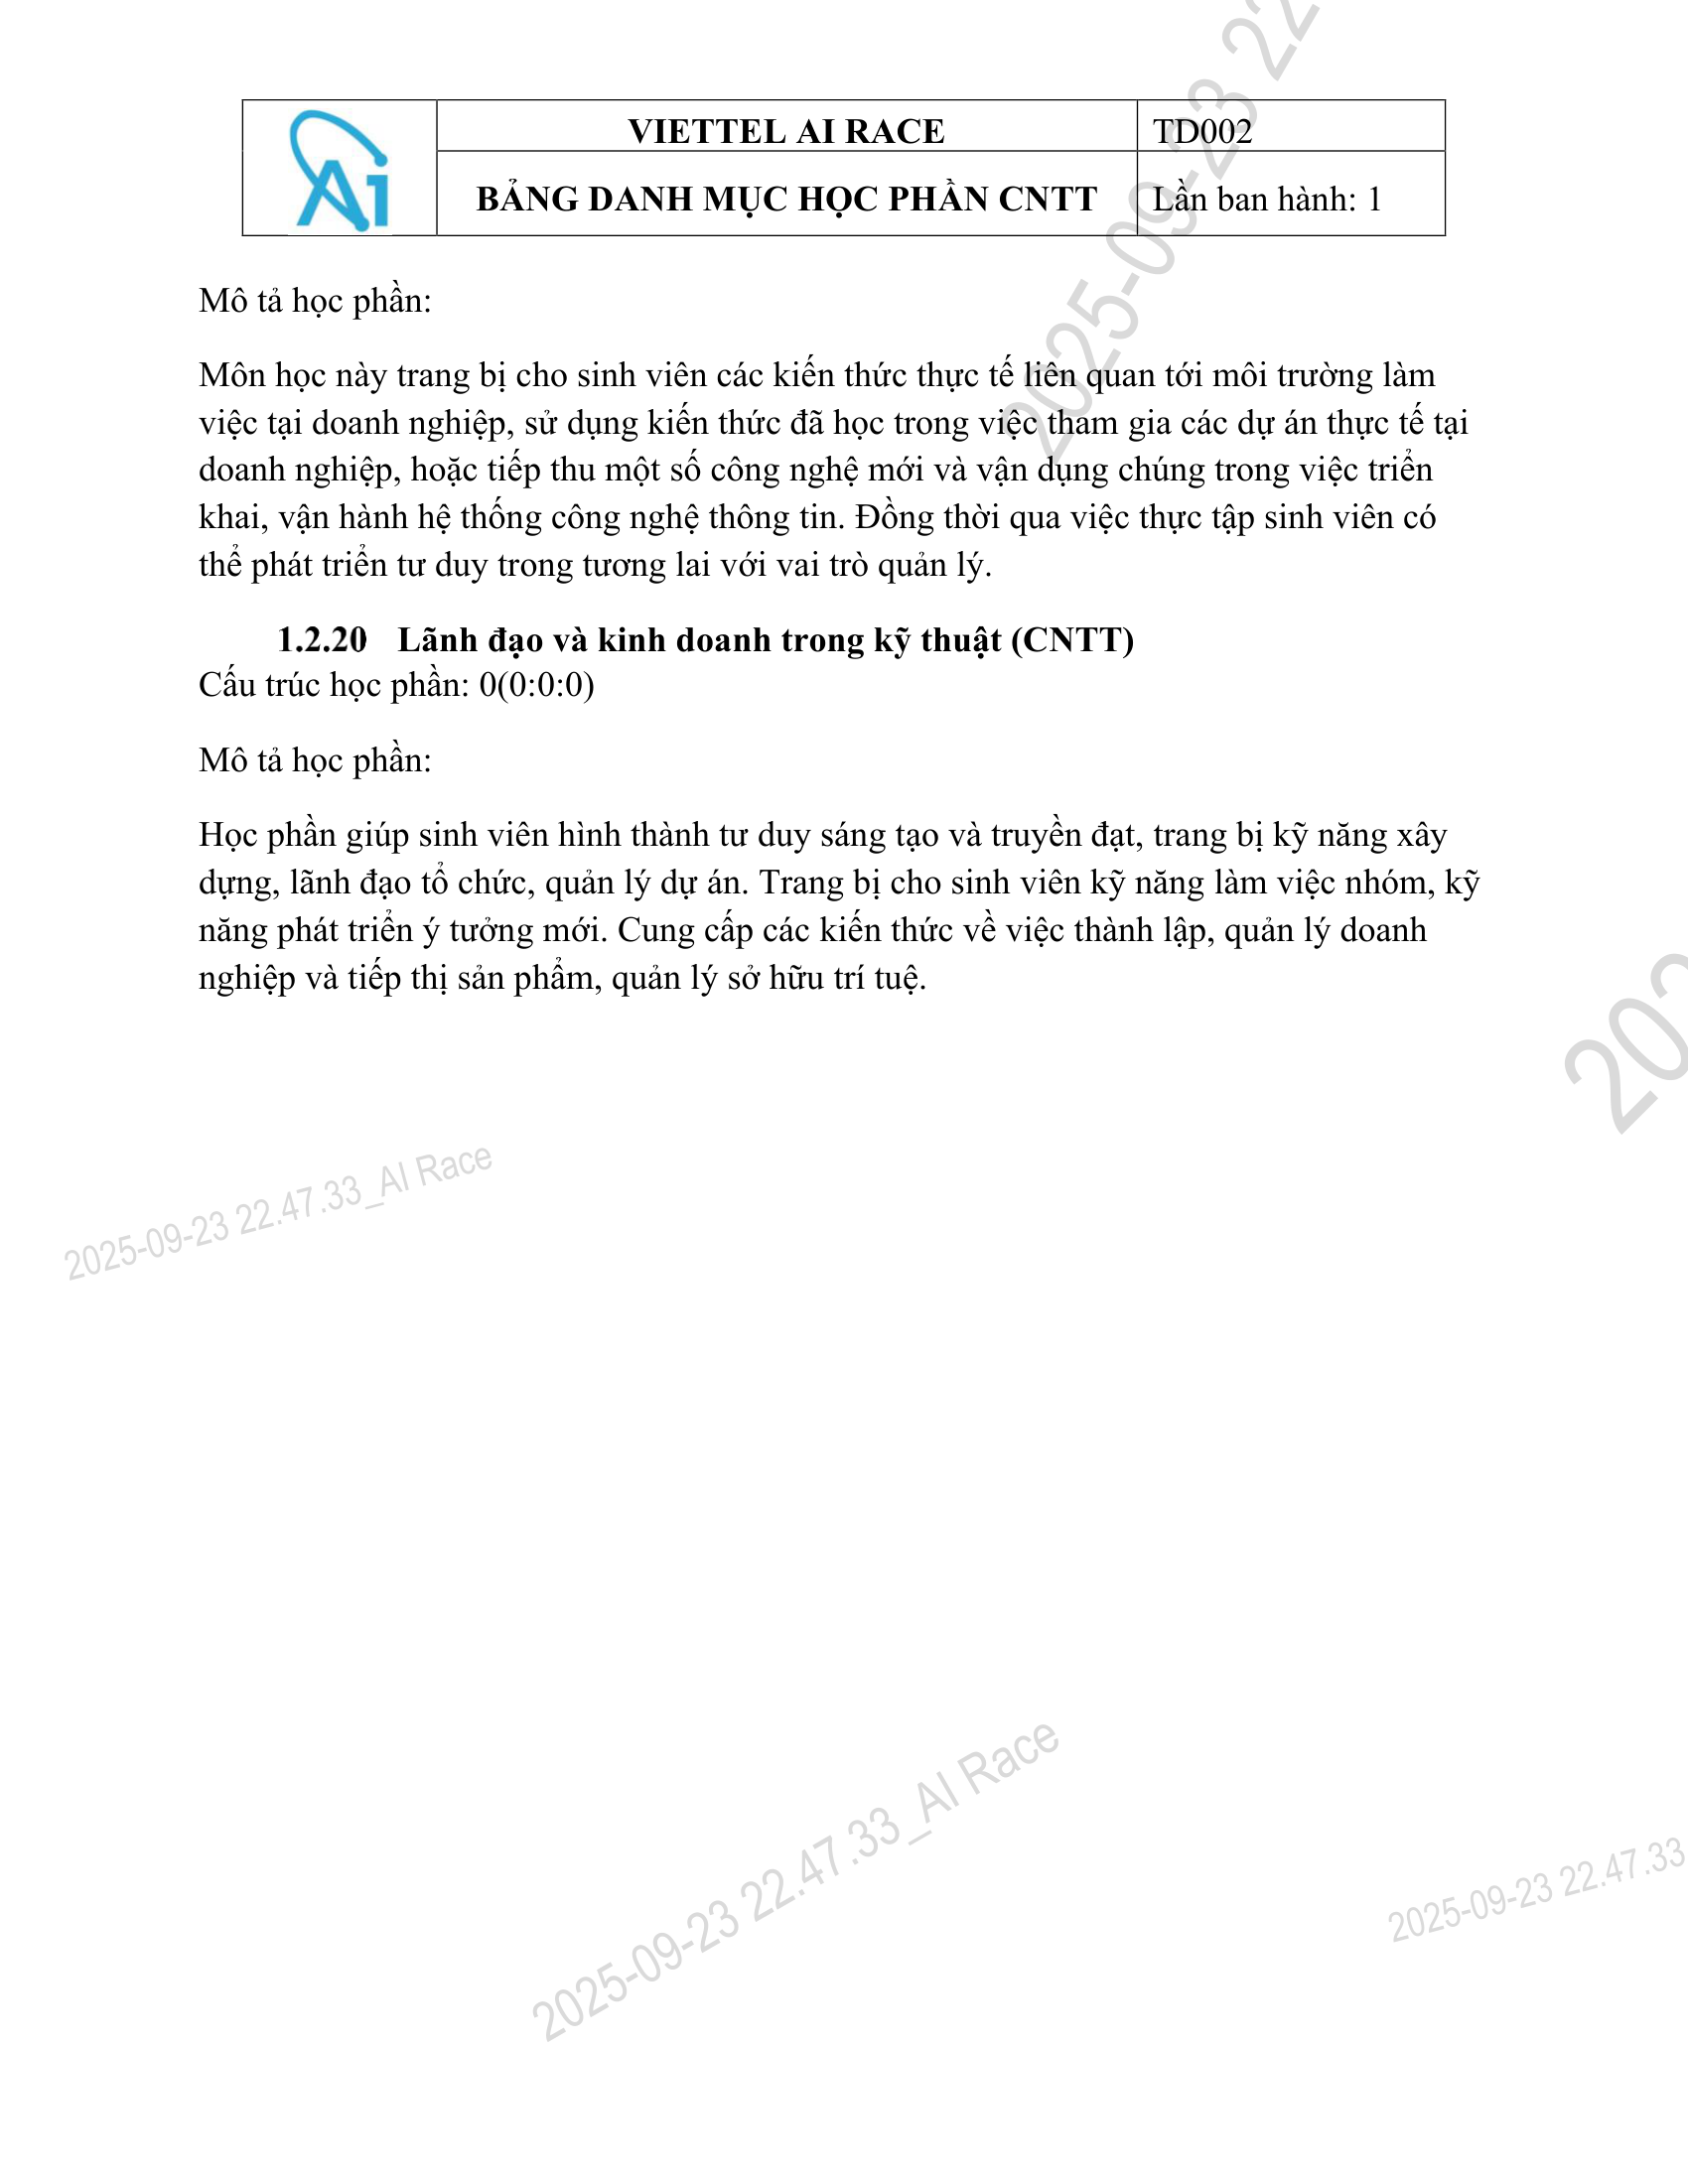 Ai
VIETTEL AI RACE
TD002
BẢNG DANH MỤC HỌC PHẦN CNTT
Lần ban hành: 1
Mô tả học phần:
Môn học này trang bị cho sinh viên các kiến thức thực tế liên quan tới môi trường làm
việc tại doanh nghiệp, sử dụng kiến thức đã học trong việc tham gia các dự án thực tế tại
doanh nghiệp, hoặc tiếp thu một số công nghệ mới và vận dụng chúng trong việc triển
khai, vận hành hệ thống công nghệ thông tin. Đồng thời qua việc thực tập sinh viên có
thể phát triển tư duy trong tương lai với vai trò quản lý.
1.2.20 Lãnh đạo và kinh doanh trong kỹ thuật (CNTT)
Cấu trúc học phần: 0(0:0:0)
Mô tả học phần:
Học phần giúp sinh viên hình thành tư duy sáng tạo và truyền đạt, trang bị kỹ năng xây
dựng, lãnh đạo tổ chức, quản lý dự án. Trang bị cho sinh viên kỹ năng làm việc nhóm, kỹ
năng phát triển ý tưởng mới. Cung cấp các kiến thức về việc thành lập, quản lý doanh
nghiệp và tiếp thị sản phẩm, quản lý sở hữu trí tuệ.
2025-09-23 22
202
2025-09-23 22.47.33_AI Race
2025-09-23 22.47.33_AI Race
2025-09-23 22.47.33